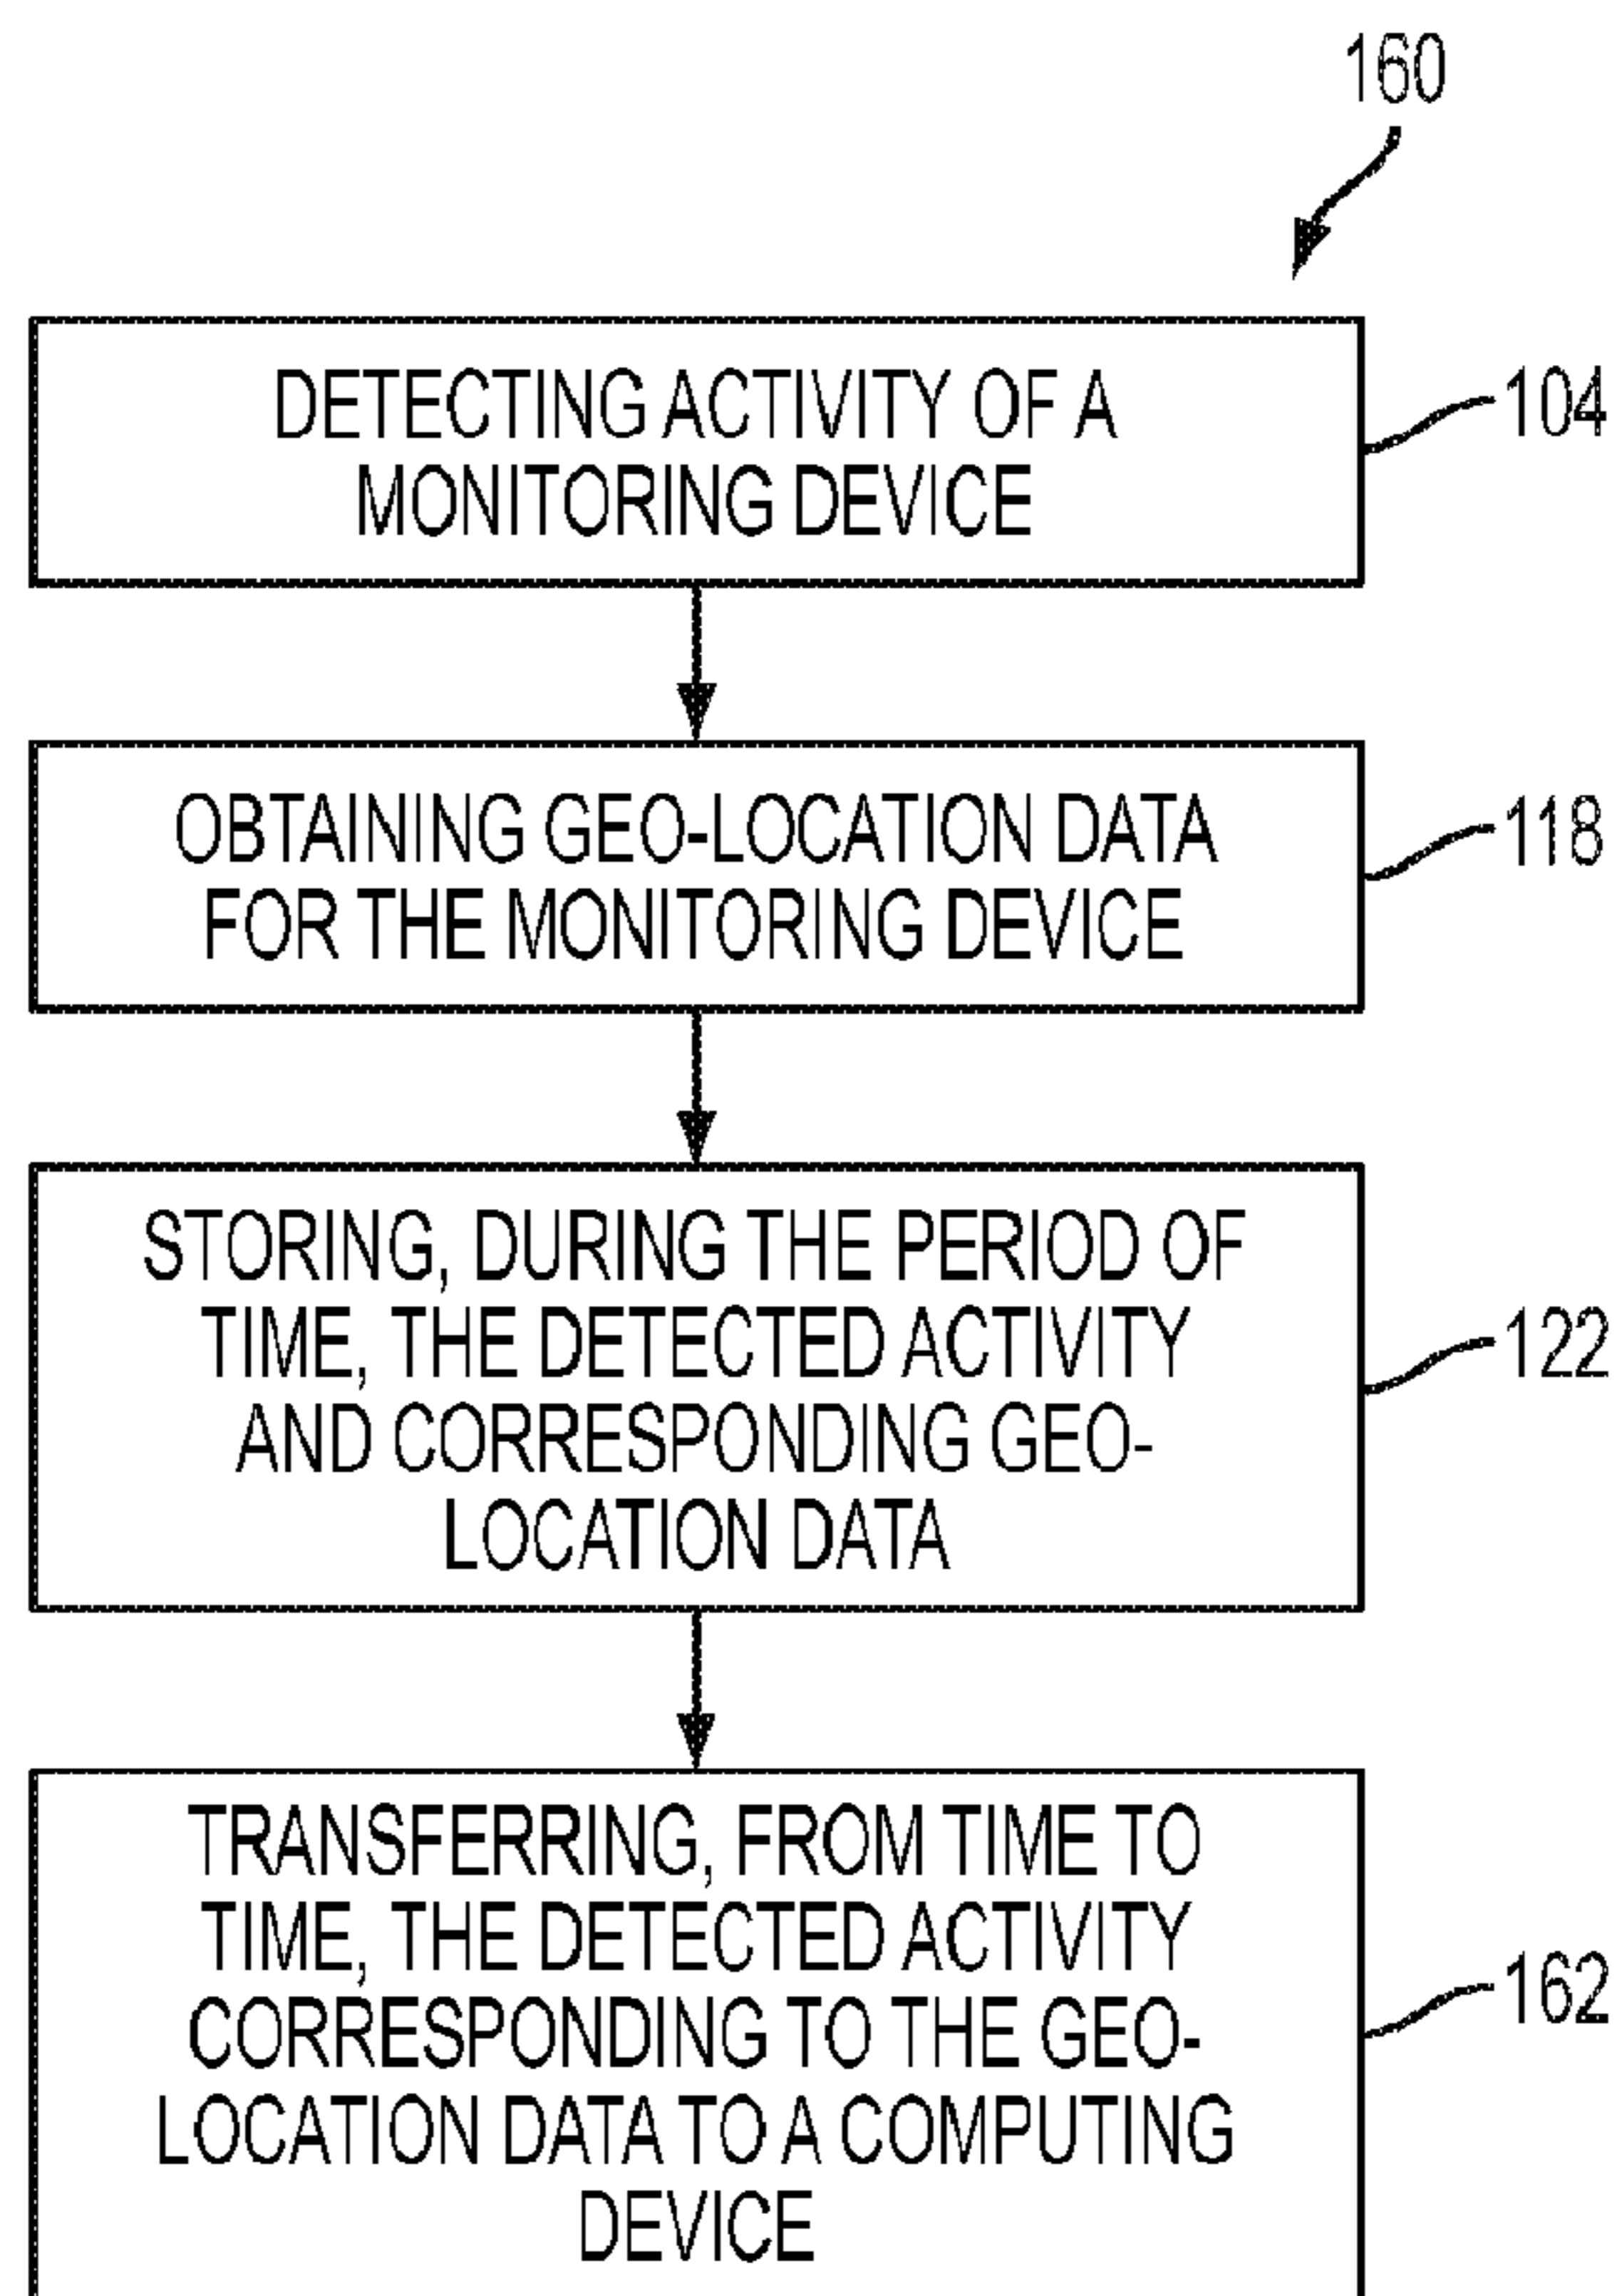 160
DETECTING ACTIVITY OF A
MONITORING DEVICE
104
OBTAINING GEO-LOCATION DATA
FOR THE MONITORING DEVICE
118
STORING, DURING THE PERIOD OF
TIME, THE DETECTED ACTIVITY
AND CORRESPONDING GEO-
LOCATION DATA
122
TRANSFERRING, FROM TIME TO
TIME, THE DETECTED ACTIVITY
CORRESPONDING TO THE GEO-
LOCATION DATA TO A COMPUTING
DEVICE
162